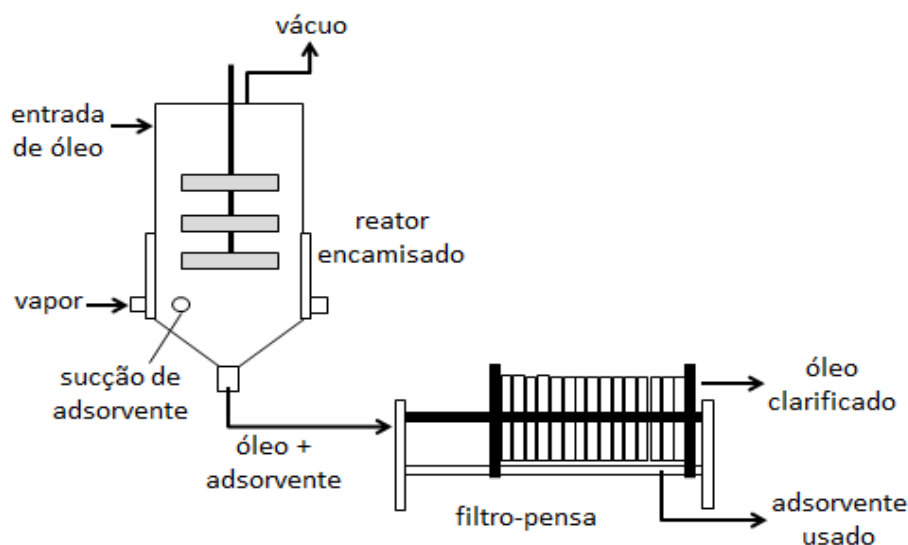 vácuo
entrada
de óleo
reator
encamisado
vapor
sucção de
adsorvente
óleo +
adsorvente
óleo
clarificado
filtro-pensa
adsorvente
usado